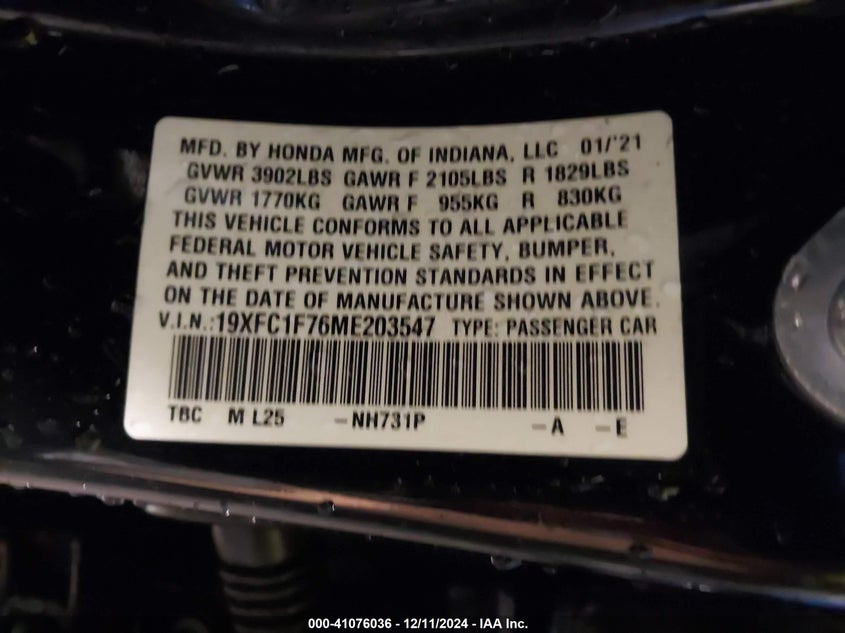 MFD. BY HONDA MFG. OF INDIANA, LLC 01/'21
GVWR 3902LBS GAWR F 2105LBS R 1829LBS
GVWR 1770KG GAWR F 955KG R 830KG
THIS VEHICLE CONFORMS TO ALL APPLICABLE
FEDERAL MOTOR VEHICLE SAFETY, BUMPER,
AND THEFT PREVENTION STANDARDS IN EFFECT
ON THE DATE OF MANUFACTURE SHOWN ABOVE.
V.I.N.:19XFC1F76ME203547 TYPE: PASSENGER CAR
TBC M L25 -NH731P -A -E
000-41076036 - 12/11/2024 - IAA Inc.